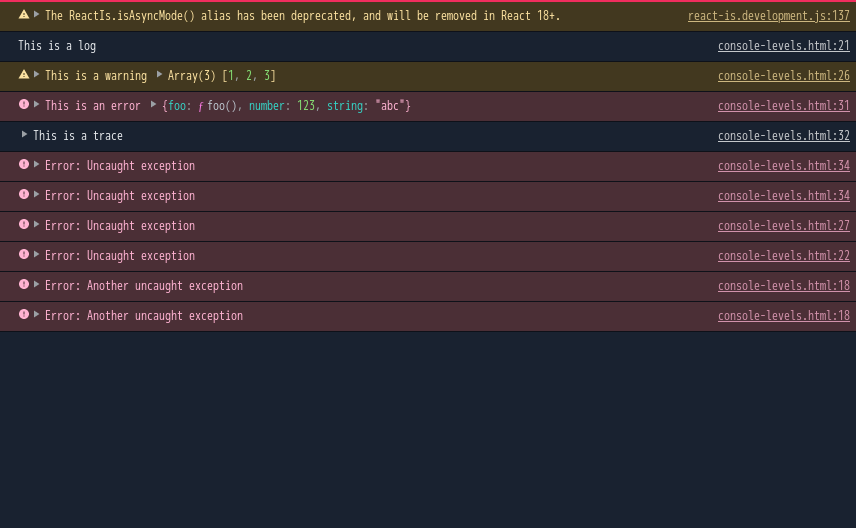 The ReactIs.isAsyncMode() alias has been deprecated, and will be removed in React 18+. react-is.development.js:137
This is a log console-levels.html:21
This is a warning Array(3) [1, 2, 3] console-levels.html:26
This is an error {foo: ƒ foo(), number: 123, string: "abc"} console-levels.html:31
This is a trace console-levels.html:32
Error: Uncaught exception console-levels.html:34
Error: Uncaught exception console-levels.html:34
Error: Uncaught exception console-levels.html:27
Error: Uncaught exception console-levels.html:22
Error: Another uncaught exception console-levels.html:18
Error: Another uncaught exception console-levels.html:18